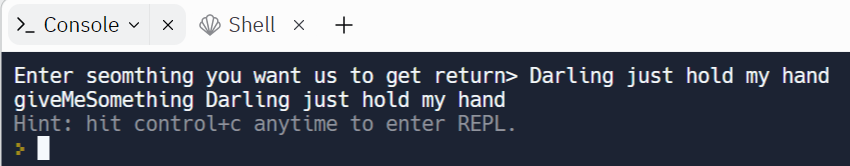 Console Shell
Enter seomthing you want us to get return> Darling just hold my hand
giveMeSomething Darling just hold my hand
Hint: hit control+c anytime to enter REPL.
>